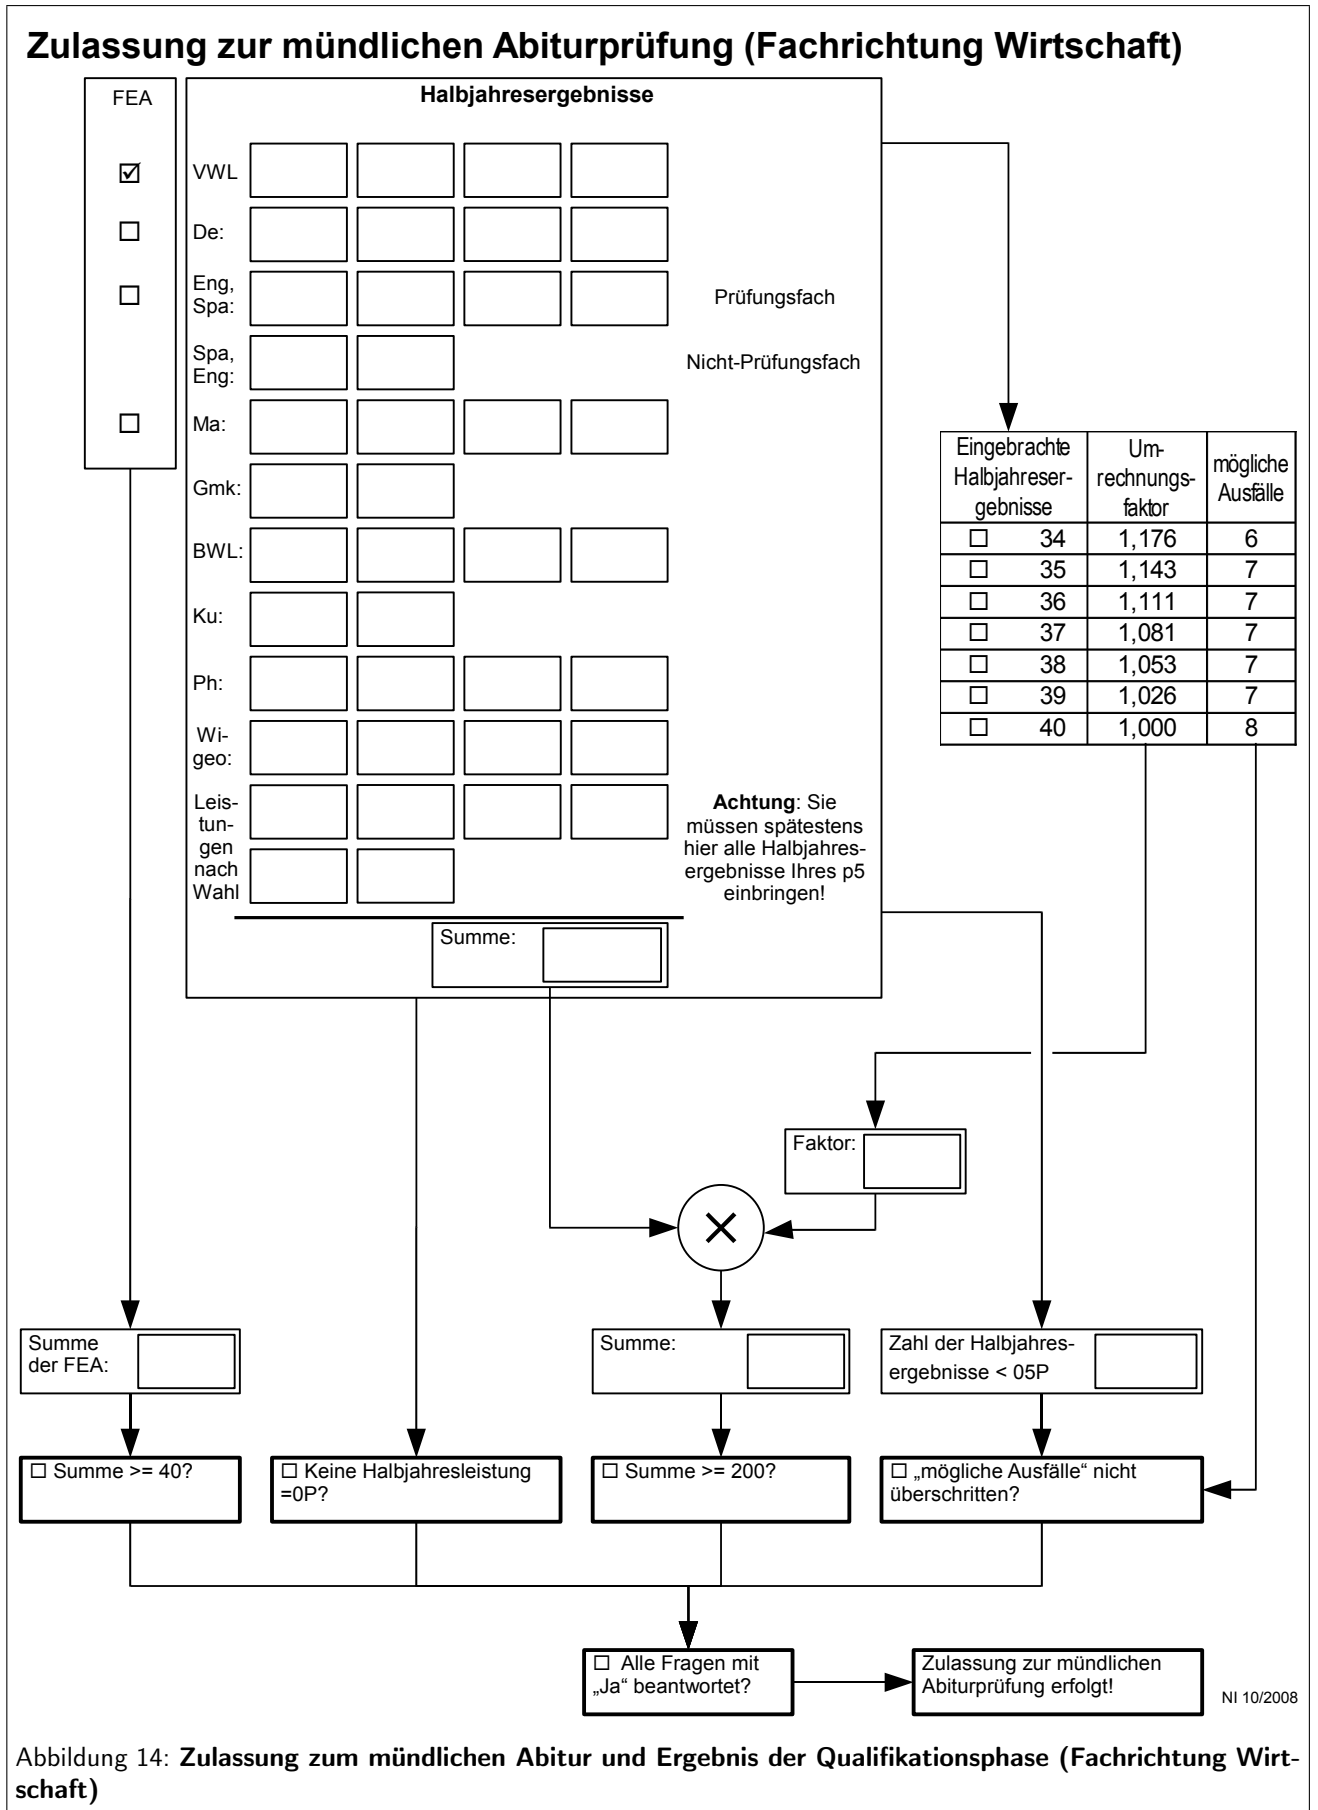 Zulassung zur mündlichen Abiturprüfung (Fachrichtung Wirtschaft)
FEA
Halbjahresergebnisse
VWL
De:
Eng,
Spa:
Prüfungsfach
Spa,
Eng:
Nicht-Prüfungsfach
Ma:
Gmk:
BWL:
Ku:
Ph:
Wi-
geo:
Leis-
tun-
gen
nach
Wahl
Achtung: Sie
müssen spätestens
hier alle Halbjahres-
ergebnisse Ihres p5
einbringen!
Summe:
Eingebrachte
Halbjahreser-
gebnisse
Um-
rechnungs-
faktor
mögliche
Ausfälle
☐ 34 1,176 6
☐ 35 1,143 7
☐ 36 1,111 7
☐ 37 1,081 7
☐ 38 1,053 7
☐ 39 1,026 7
☐ 40 1,000 8
Faktor:
×
Summe
der FEA:
Summe:
Zahl der Halbjahres-
ergebnisse < 05P
☐ Summe >= 40?
☐ Keine Halbjahresleistung
=0P?
☐ Summe >= 200?
☐ „mögliche Ausfälle“ nicht
überschritten?
☐ Alle Fragen mit
„Ja“ beantwortet?
Zulassung zur mündlichen
Abiturprüfung erfolgt!
NI 10/2008
Abbildung 14: Zulassung zum mündlichen Abitur und Ergebnis der Qualifikationsphase (Fachrichtung Wirt-
schaft)